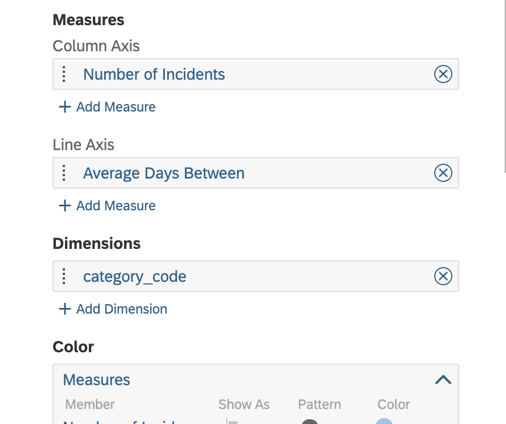 Measures
Column Axis
Number of Incidents
+ Add Measure
Line Axis
Average Days Between
+ Add Measure
Dimensions
category_code
+ Add Dimension
Color
Measures
Member Show As Pattern Color